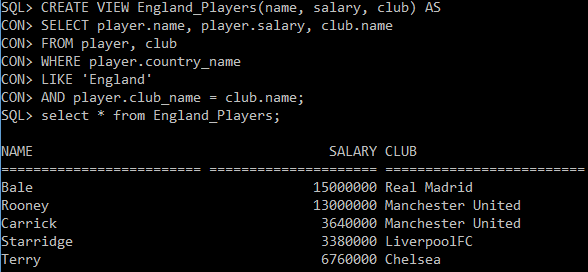 SQL> CREATE VIEW England_Players(name, salary, club) AS
CON> SELECT player.name, player.salary, club.name
CON> FROM player, club
CON> WHERE player.country_name
CON> LIKE 'England'
CON> AND player.club_name = club.name;
SQL> select * from England_Players;
NAME SALARY CLUB
========================= ===================== =========================
Bale 15000000 Real Madrid
Rooney 13000000 Manchester United
Carrick 3640000 Manchester United
Starridge 3380000 LiverpoolFC
Terry 6760000 Chelsea